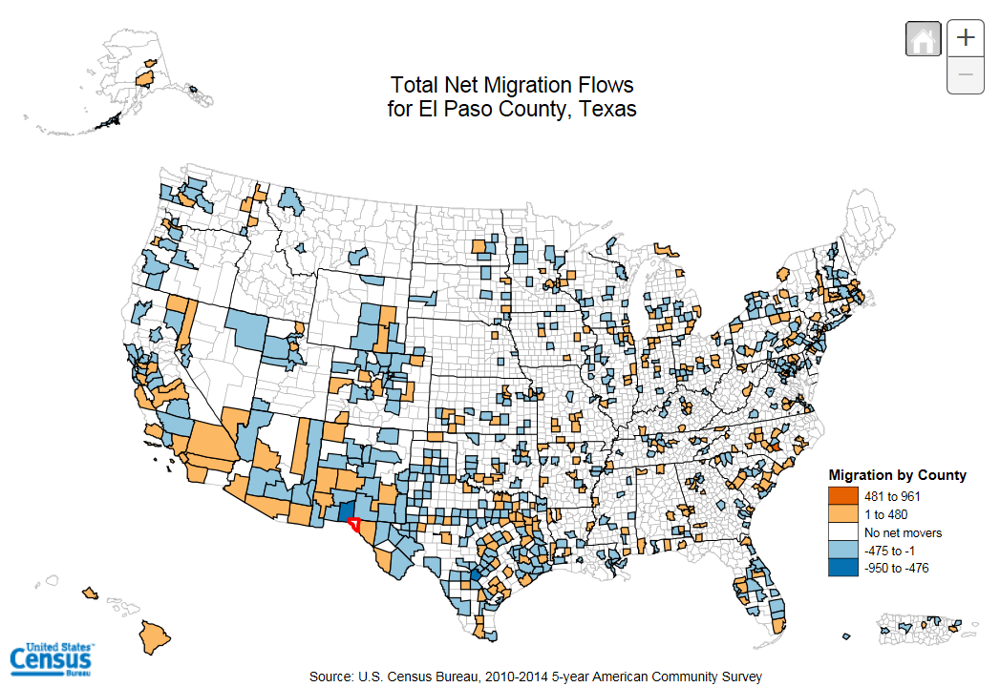 Total Net Migration Flows
for El Paso County, Texas
+
−
Migration by County
481 to 961
1 to 480
No net movers
-475 to -1
-950 to -476
United States™
Census
Bureau
Source: U.S. Census Bureau, 2010-2014 5-year American Community Survey